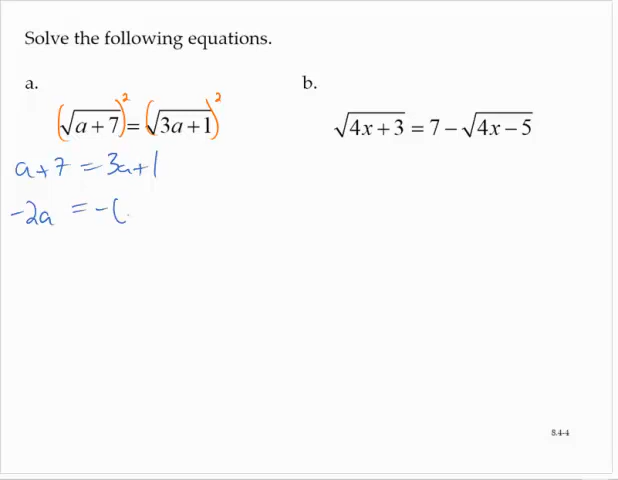 Solve the following equations.
a.
(√a + 7)² = (√3a + 1)²
a + 7 = 3a + 1
-2a = -(
b.
√4x + 3 = 7 − √4x − 5
8.4-4